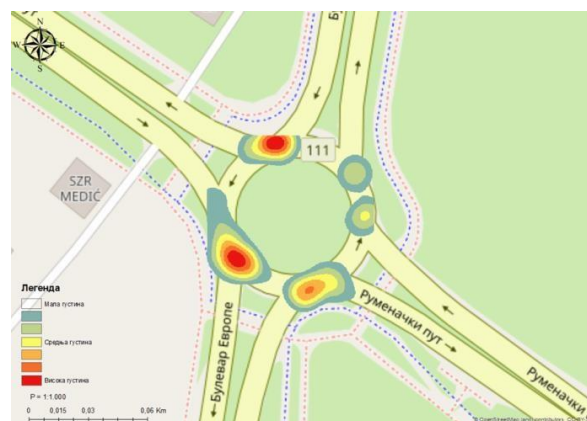 N
W E
S
Бу
111
SZR
MEDIĆ
Легенда
Мала густина
Средња густина
Висока густина
Р = 1:1.000
0 0,015 0,03 0,06 Km
Булевар Европе
Руменачки пут
Руменачки